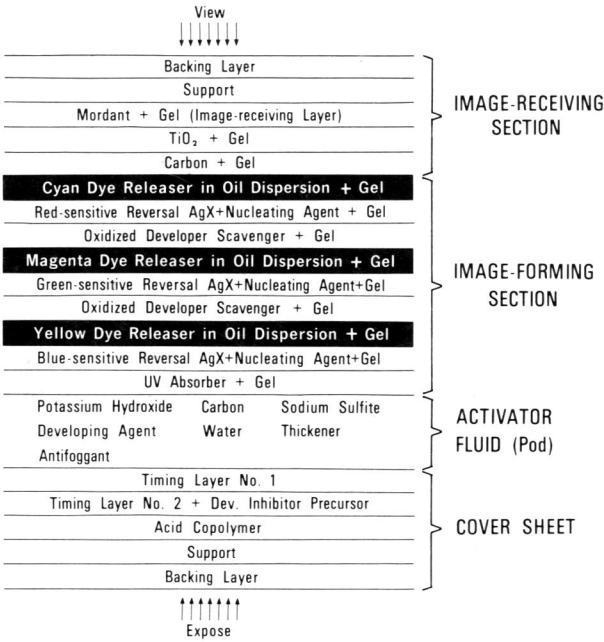 View
Backing Layer
Support
Mordant + Gel (Image-receiving Layer)
TiO₂ + Gel
Carbon + Gel
IMAGE-RECEIVING
SECTION
Cyan Dye Releaser in Oil Dispersion + Gel
Red-sensitive Reversal AgX+Nucleating Agent + Gel
Oxidized Developer Scavenger + Gel
Magenta Dye Releaser in Oil Dispersion + Gel
Green-sensitive Reversal AgX+Nucleating Agent+Gel
Oxidized Developer Scavenger + Gel
Yellow Dye Releaser in Oil Dispersion + Gel
Blue-sensitive Reversal AgX+Nucleating Agent+Gel
UV Absorber + Gel
IMAGE-FORMING
SECTION
Potassium Hydroxide Carbon Sodium Sulfite
Developing Agent Water Thickener
Antifoggant
ACTIVATOR
FLUID (Pod)
Timing Layer No. 1
Timing Layer No. 2 + Dev. Inhibitor Precursor
Acid Copolymer
Support
Backing Layer
COVER SHEET
Expose